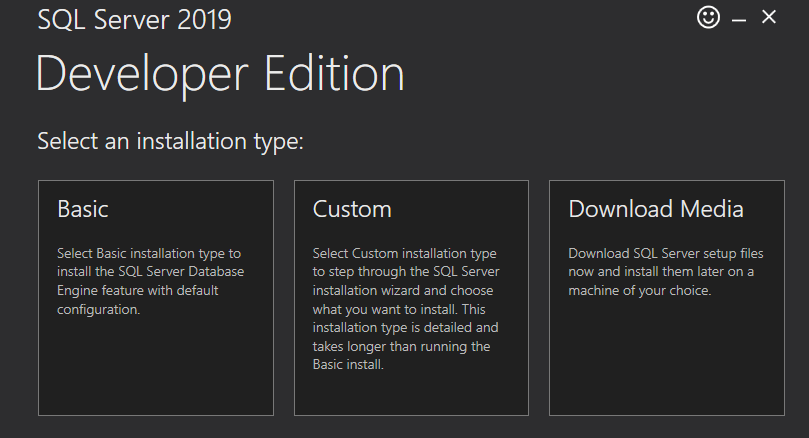 SQL Server 2019
Developer Edition
Select an installation type:
Basic
Select Basic installation type to
install the SQL Server Database
Engine feature with default
configuration.
Custom
Select Custom installation type
to step through the SQL Server
installation wizard and choose
what you want to install. This
installation type is detailed and
takes longer than running the
Basic install.
Download Media
Download SQL Server setup files
now and install them later on a
machine of your choice.